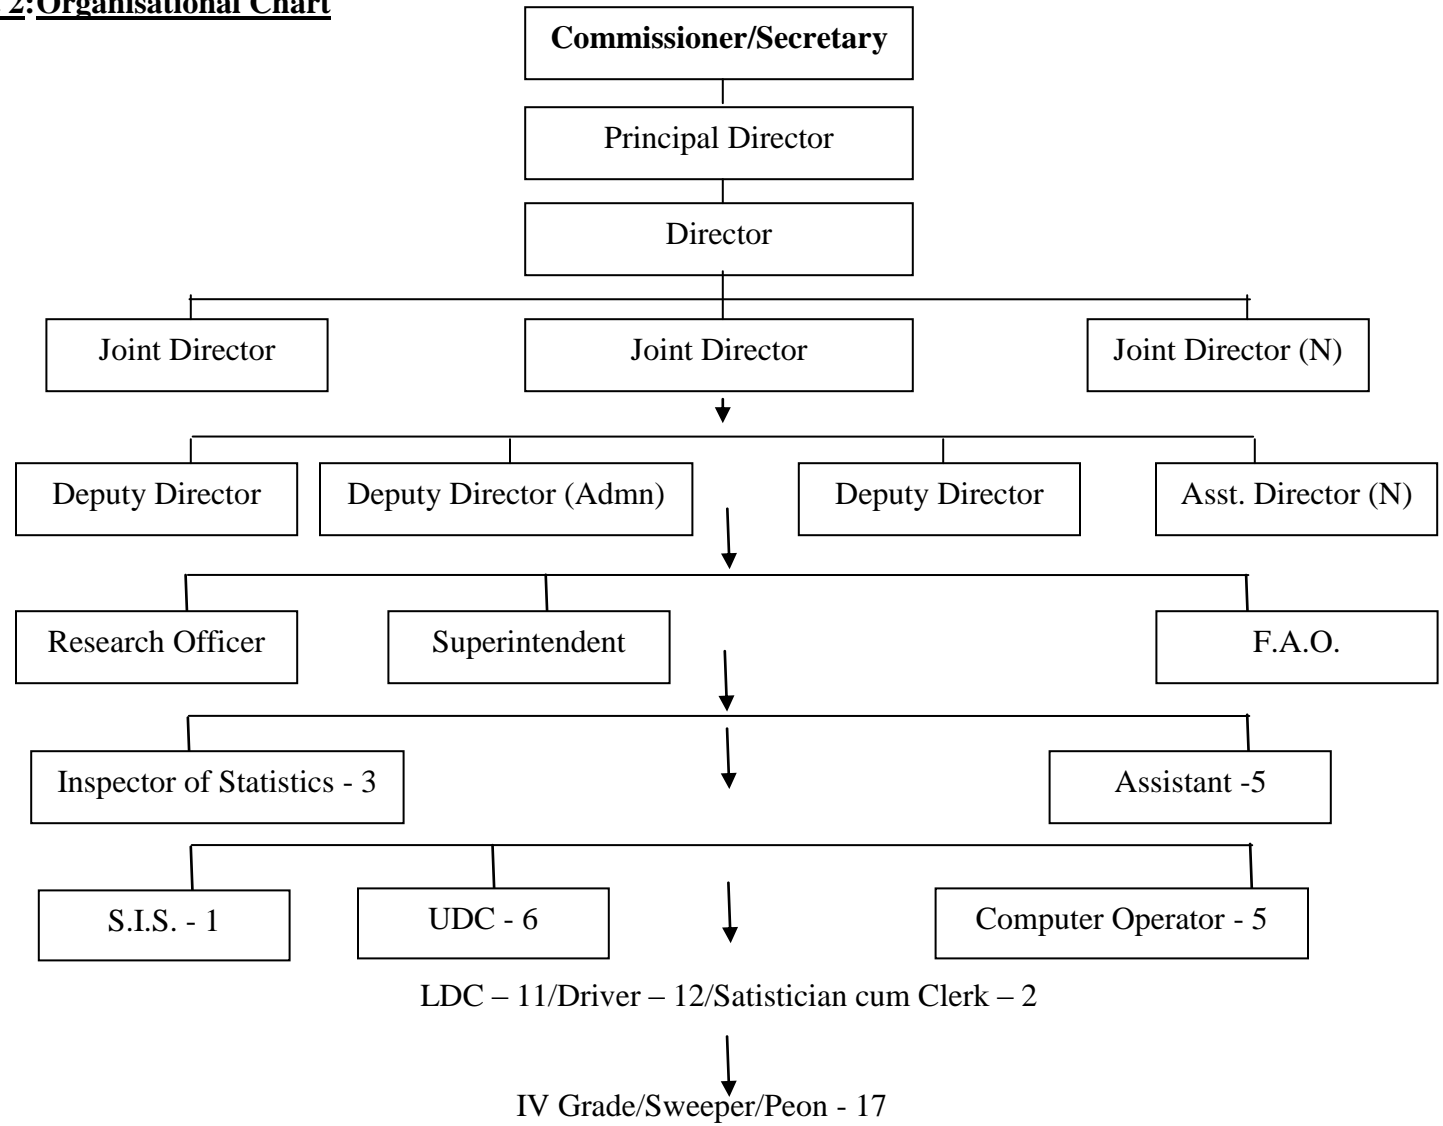 2:Organisational Chart
Commissioner/Secretary
Principal Director
Director
Joint Director
Joint Director
Joint Director (N)
Deputy Director
Deputy Director (Admn)
Deputy Director
Asst. Director (N)
Research Officer
Superintendent
F.A.O.
Inspector of Statistics - 3
Assistant -5
S.I.S. - 1
UDC - 6
Computer Operator - 5
LDC – 11/Driver – 12/Satistician cum Clerk – 2
IV Grade/Sweeper/Peon - 17